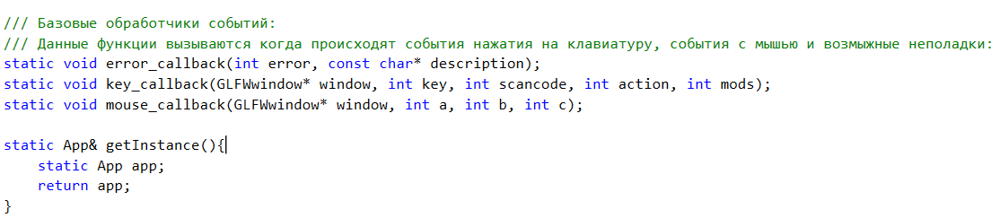 /// Базовые обработчики событий:
/// Данные функции вызываются когда происходят события нажатия на клавиатуру, события с мышью и возмыжные неполадки:
static void error_callback(int error, const char* description);
static void key_callback(GLFWwindow* window, int key, int scancode, int action, int mods);
static void mouse_callback(GLFWwindow* window, int a, int b, int c);

static App& getInstance(){
    static App app;
    return app;
}